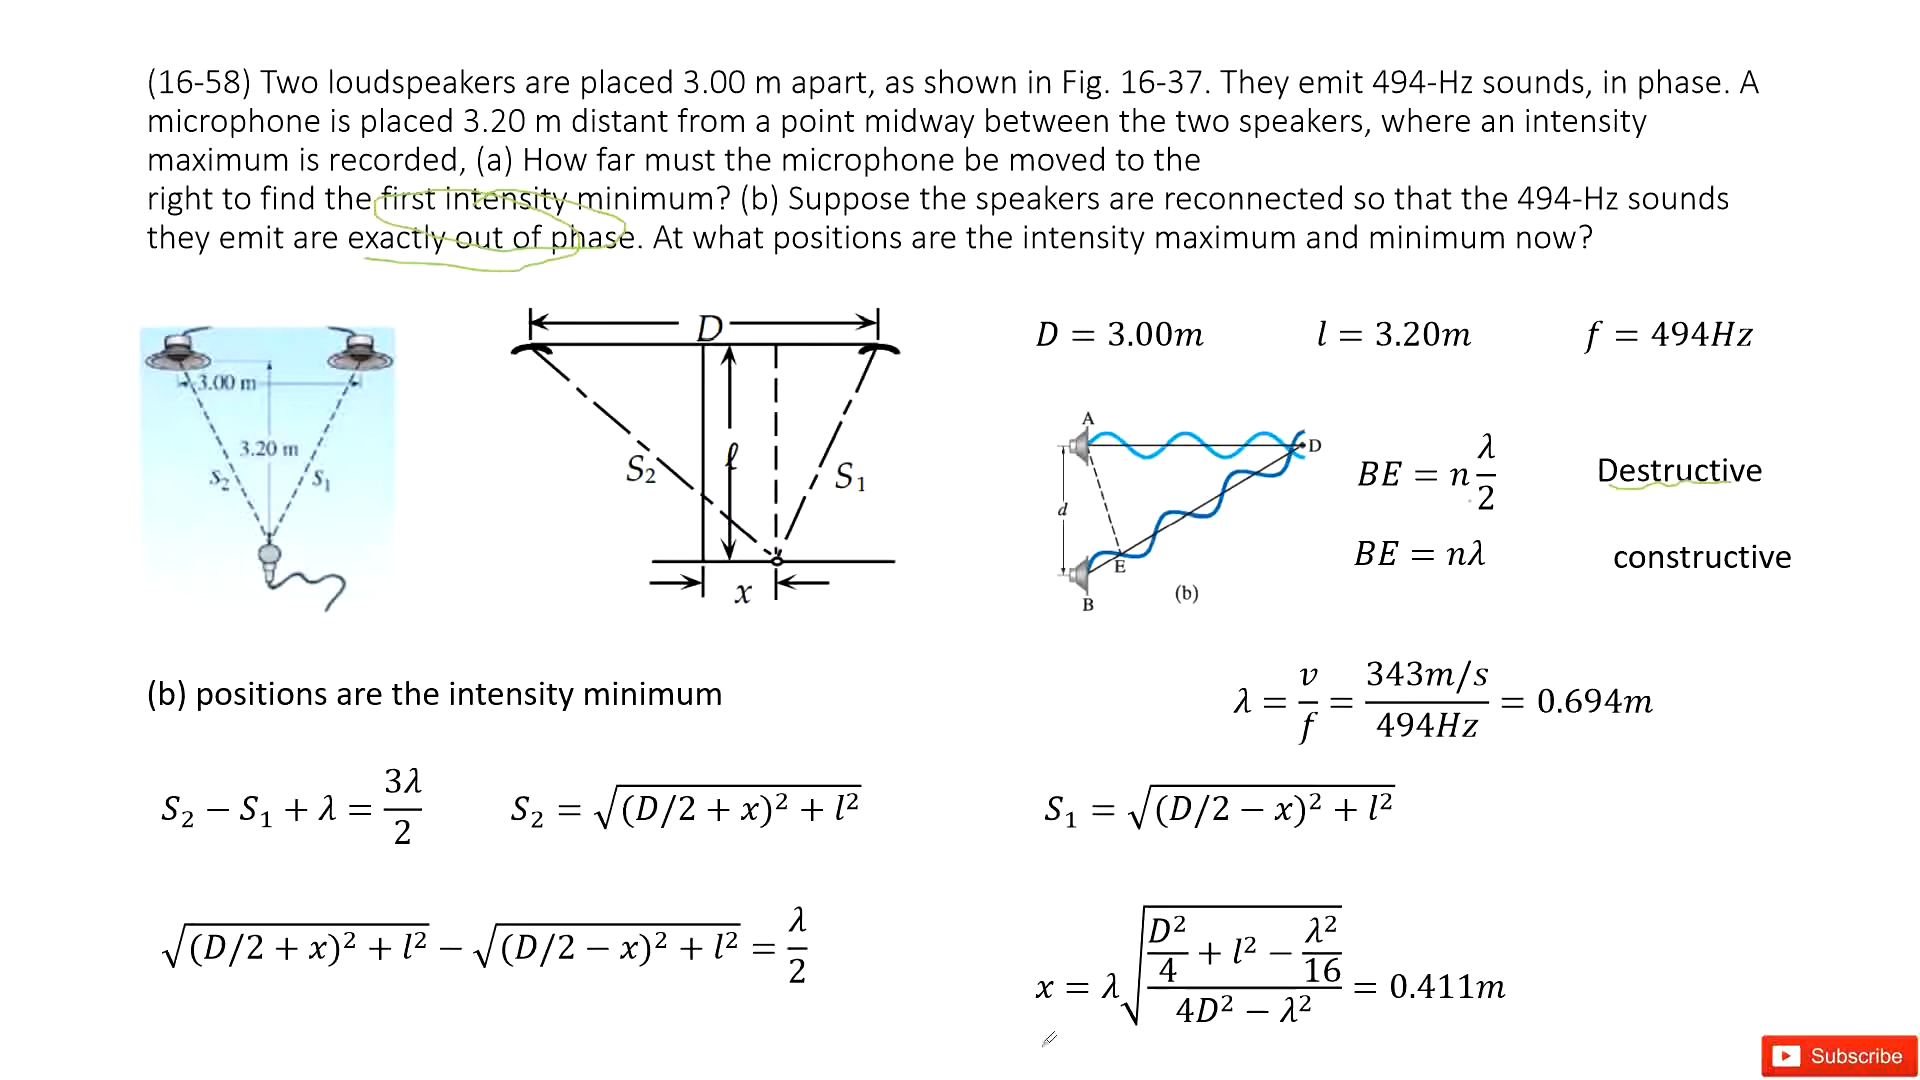 (16-58) Two loudspeakers are placed 3.00 m apart, as shown in Fig. 16-37. They emit 494-Hz sounds, in phase. A
microphone is placed 3.20 m distant from a point midway between the two speakers, where an intensity
maximum is recorded, (a) How far must the microphone be moved to the
right to find the first intensity minimum? (b) Suppose the speakers are reconnected so that the 494-Hz sounds
they emit are exactly out of phase. At what positions are the intensity maximum and minimum now?
3.00 m
3.20 m
S₂ S₁
D
ℓ
S₂ S₁
x
D = 3.00m l = 3.20m f = 494Hz
A
D
d
E
B
(b)
BE = n λ/2 Destructive
BE = nλ constructive
(b) positions are the intensity minimum
λ = v/f = 343m/s / 494Hz = 0.694m
S₂ − S₁ + λ = 3λ/2 S₂ = √((D/2 + x)² + l²) S₁ = √((D/2 − x)² + l²)
√((D/2 + x)² + l²) − √((D/2 − x)² + l²) = λ/2
x = λ√((D²/4 + l² − λ²/16)/(4D² − λ²)) = 0.411m
Subscribe